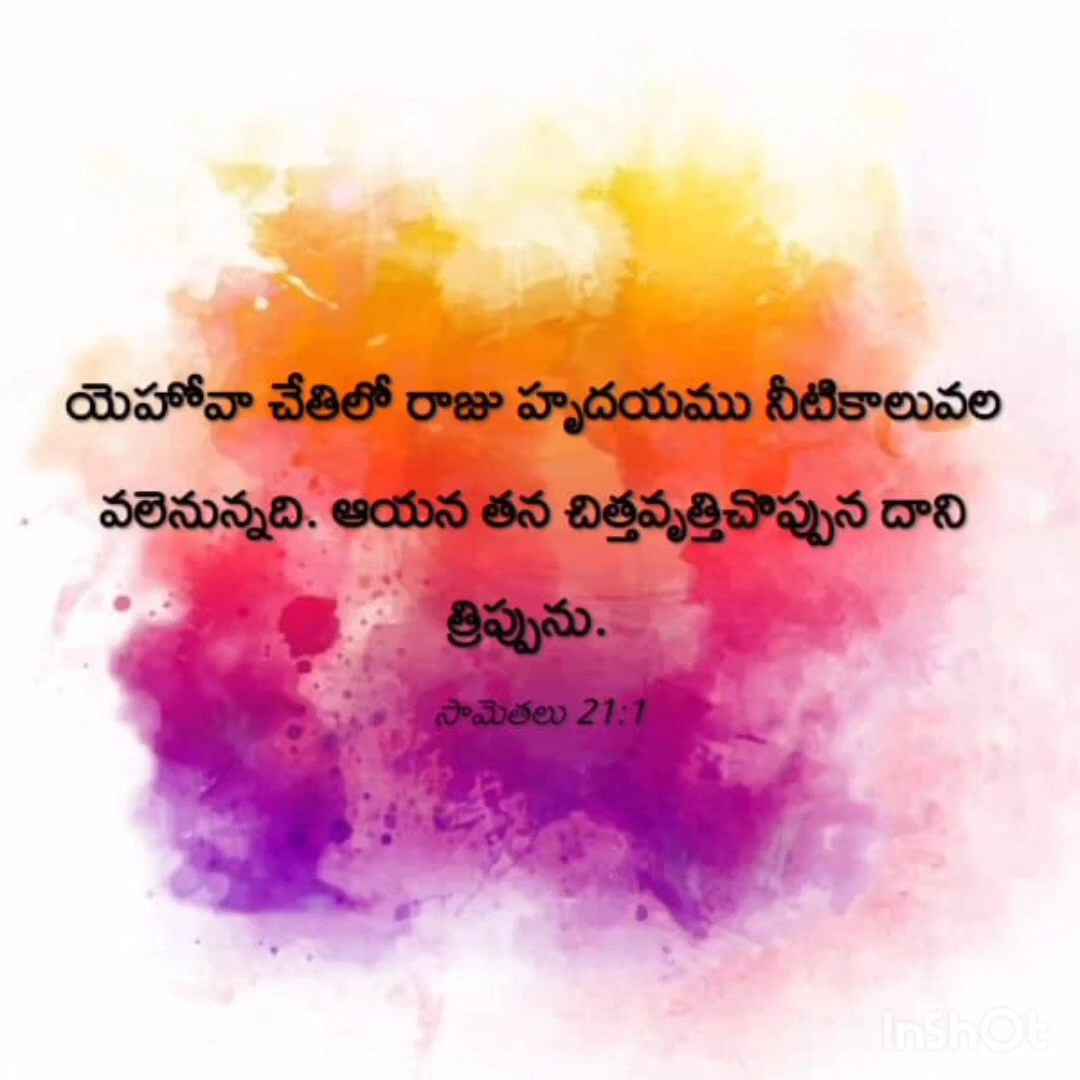 యెహోవా చేతిలో రాజు హృదయము నీటికాలువల
వలెనున్నది. ఆయన తన చిత్తవృత్తిచొప్పున దాని
త్రిప్పును.
సామెతలు 21:1
InShOt